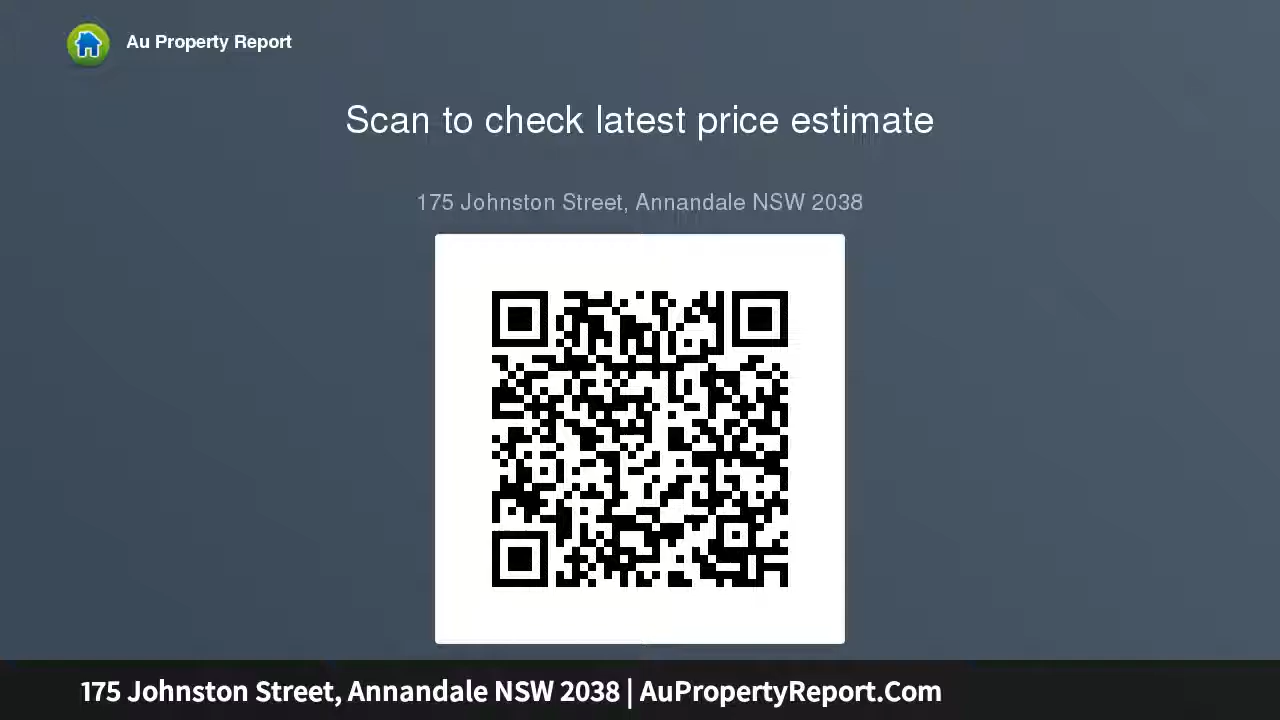 Au Property Report
Scan to check latest price estimate
175 Johnston Street, Annandale NSW 2038
175 Johnston Street, Annandale NSW 2038 | AuPropertyReport.Com